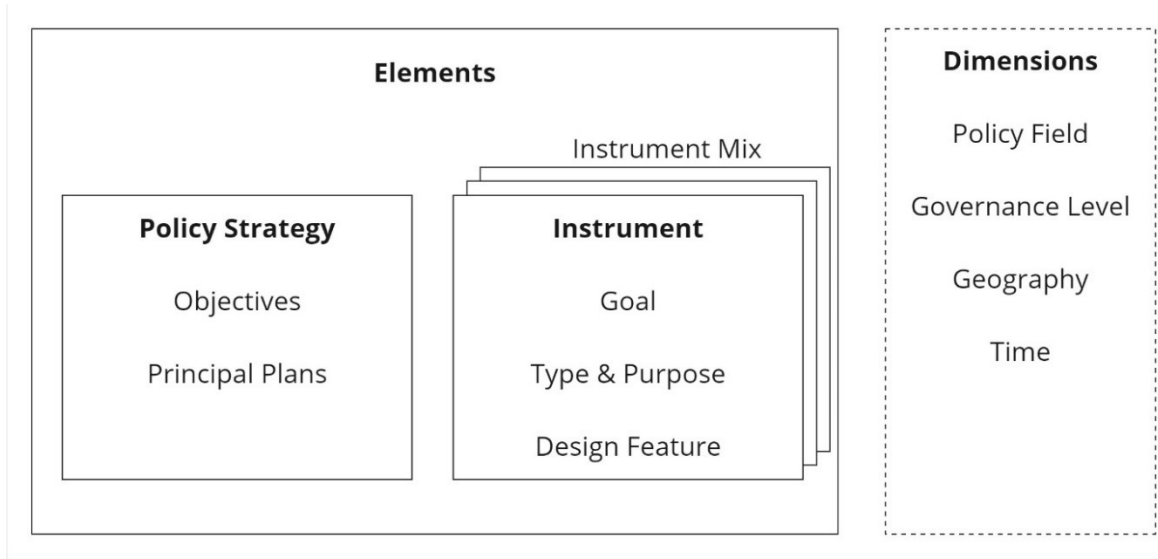 Elements
Instrument Mix
Policy Strategy
Objectives
Principal Plans
Instrument
Goal
Type & Purpose
Design Feature
Dimensions
Policy Field
Governance Level
Geography
Time